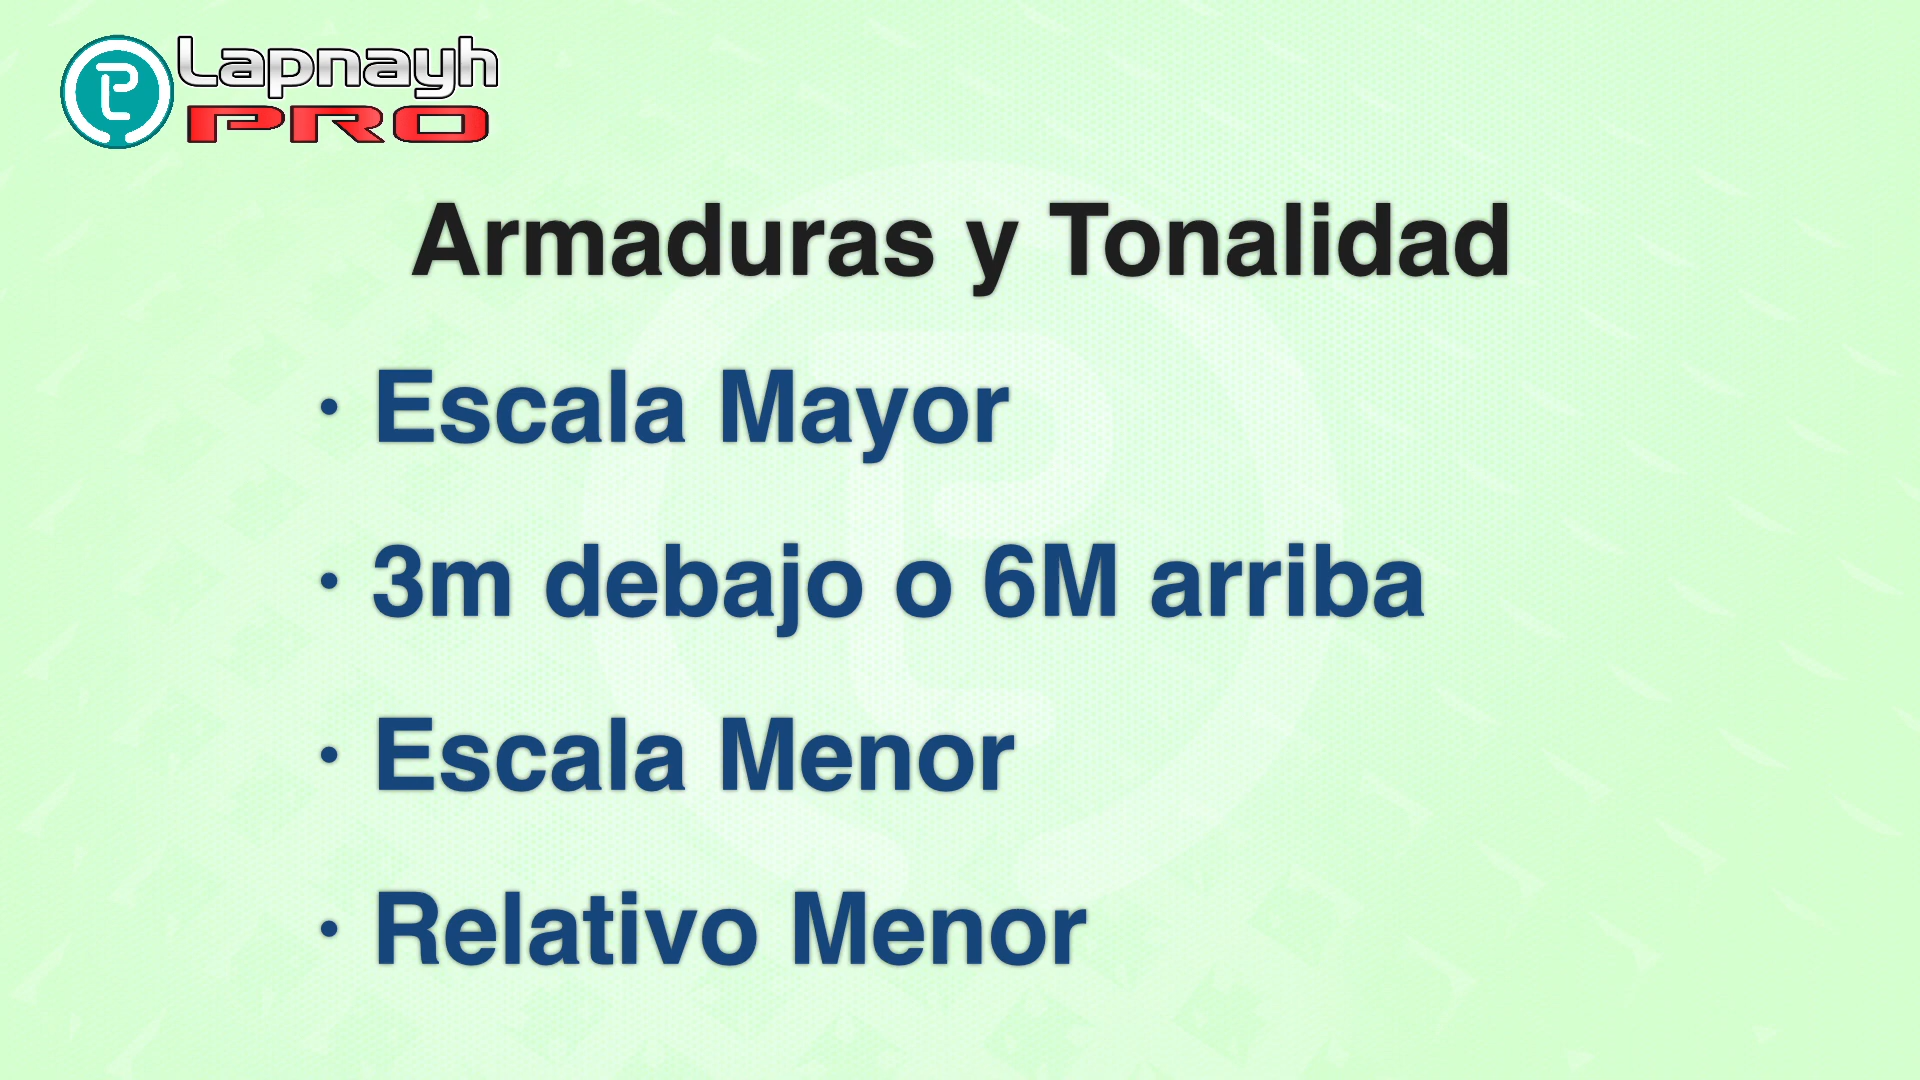 Lapnayh
PRO
Armaduras y Tonalidad
• Escala Mayor
• 3m debajo o 6M arriba
• Escala Menor
• Relativo Menor